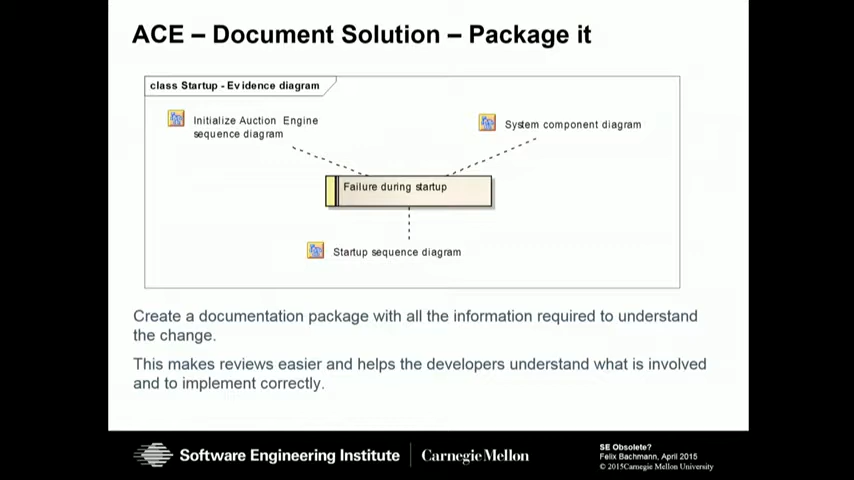 ACE – Document Solution – Package it
class Startup - Evidence diagram
Initialize Auction Engine
sequence diagram
System component diagram
Failure during startup
Startup sequence diagram
Create a documentation package with all the information required to understand
the change.
This makes reviews easier and helps the developers understand what is involved
and to implement correctly.
Software Engineering Institute
Carnegie Mellon
SE Obsolete?
Felix Bachmann, April 2015
© 2015Carnegie Mellon University